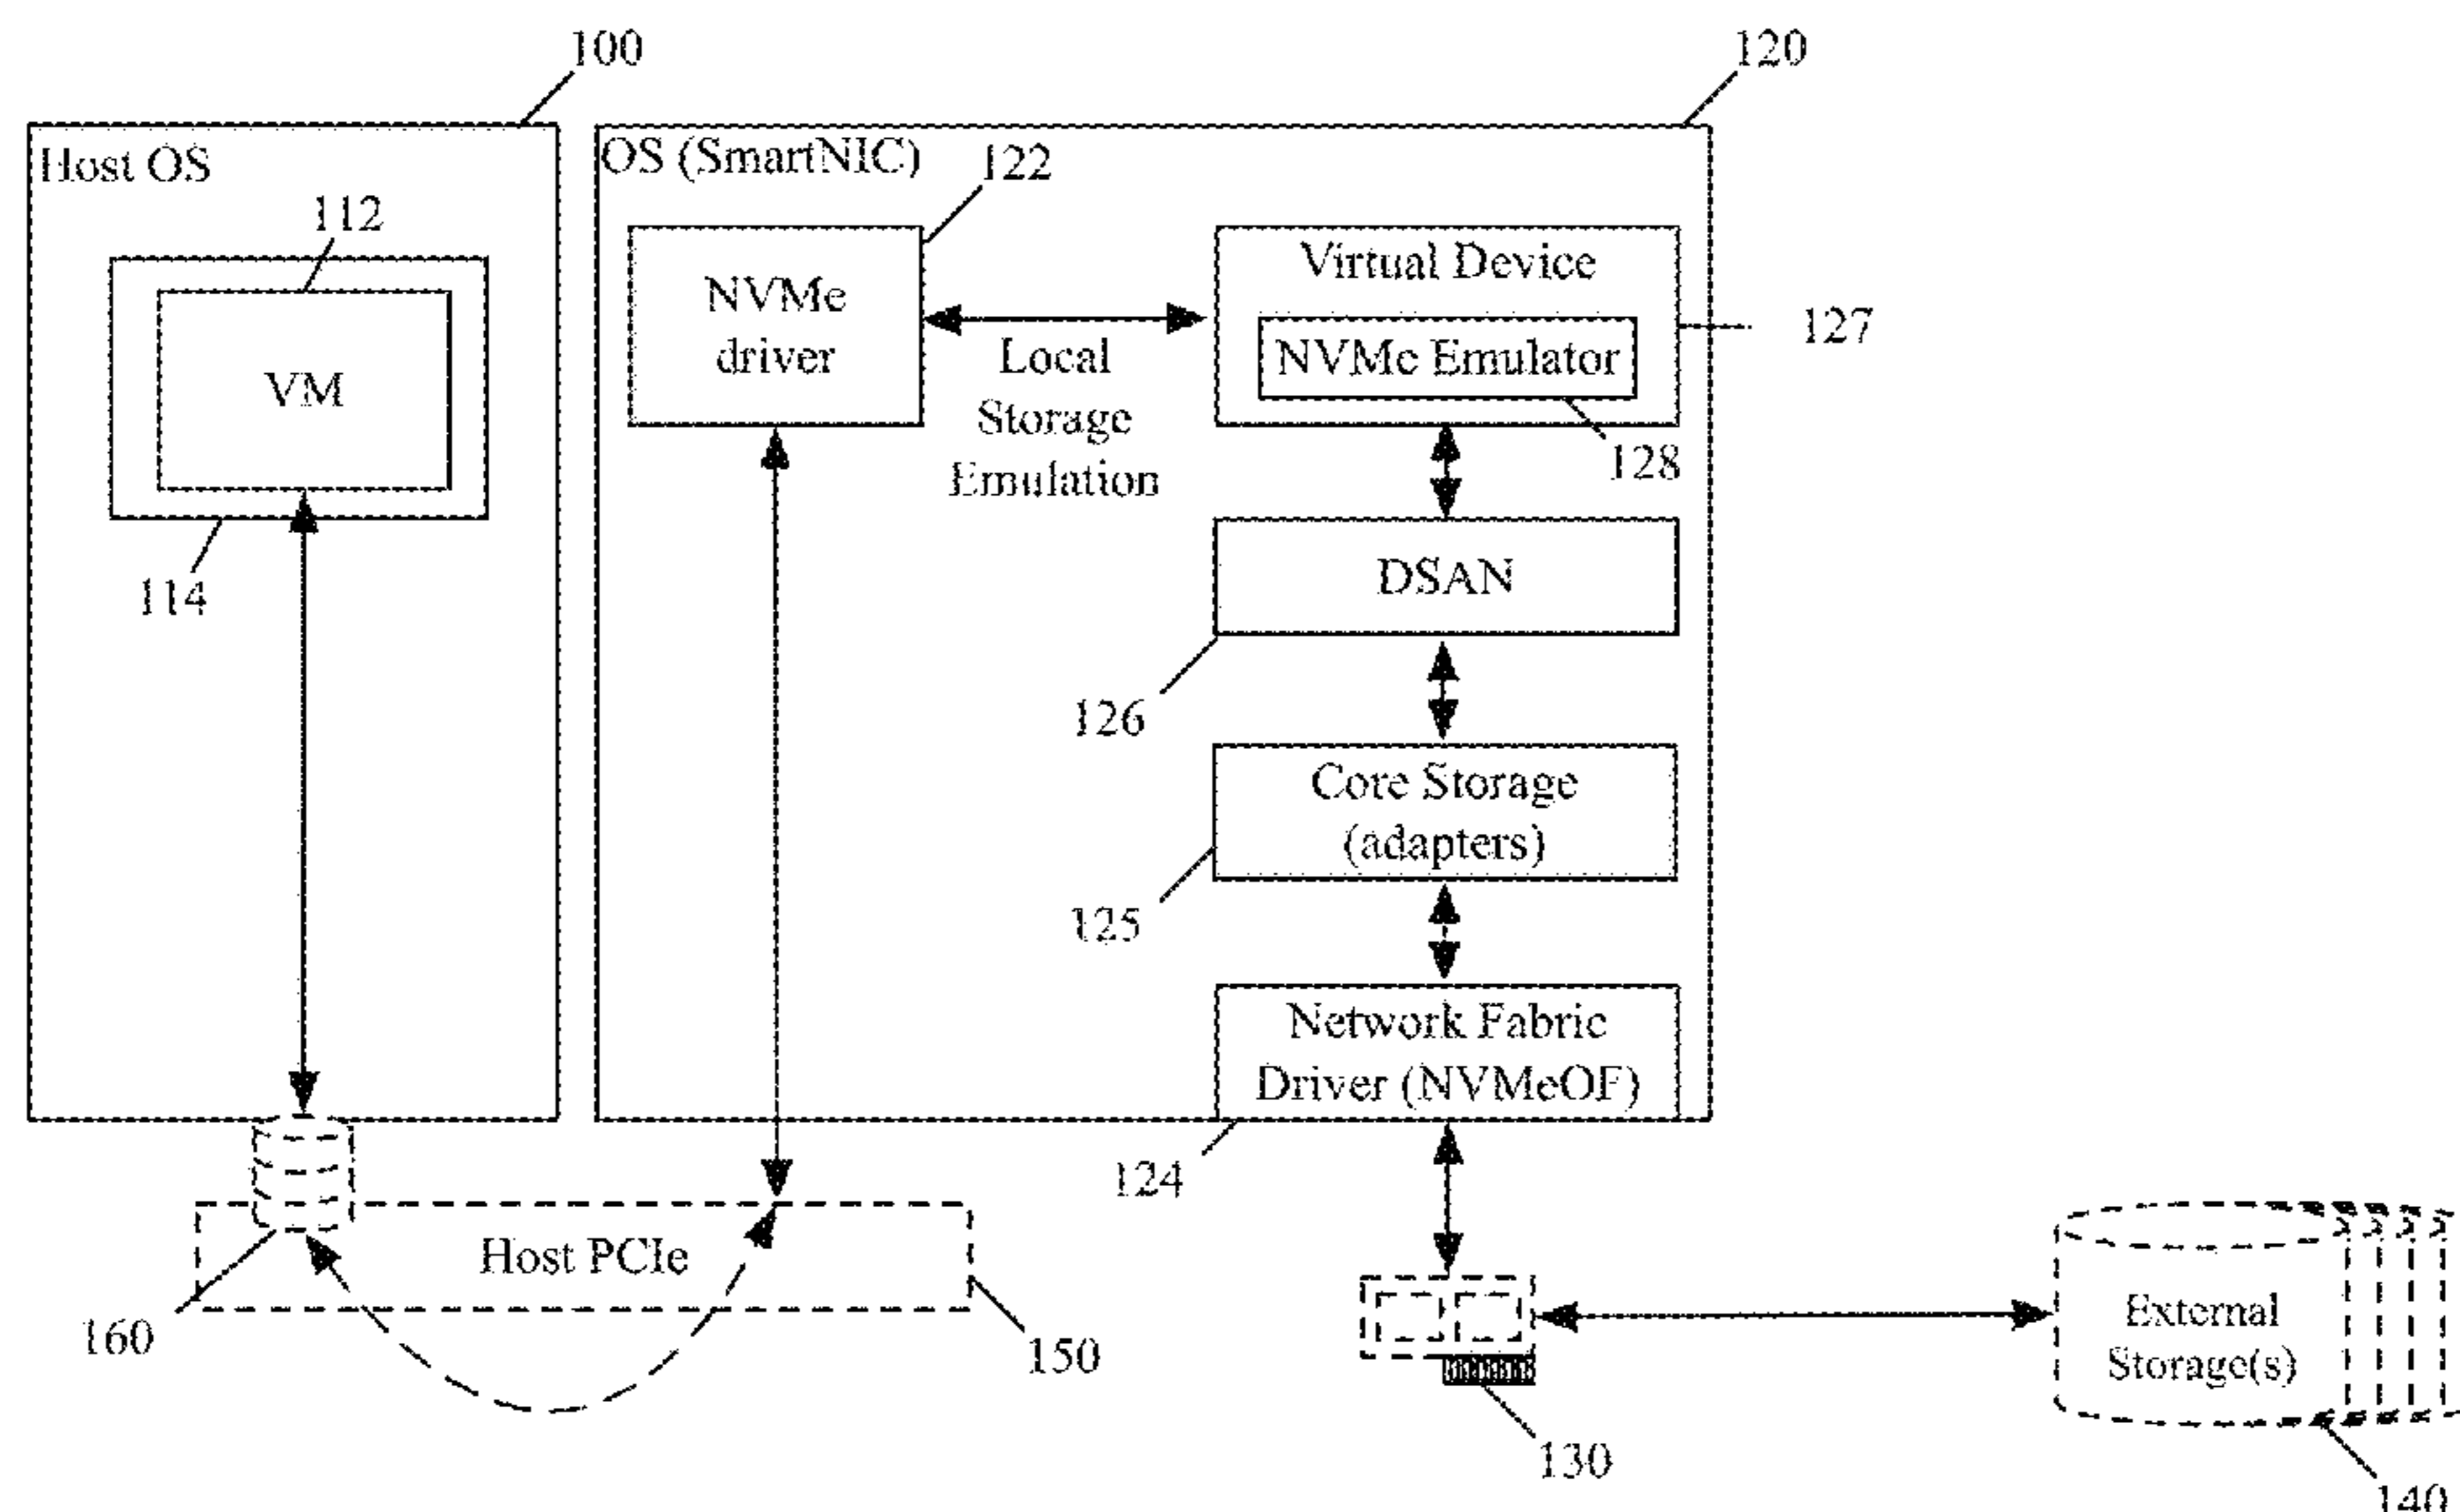 100
120
Host OS
OS (SmartNIC)
122
112
NVMe
driver
Virtual Device
NVMe Emulator
127
VM
Local
Storage
Emulation
128
114
DSAN
126
Core Storage
(adapters)
125
Network Fabric
Driver (NVMeOF)
124
Host PCIe
160
150
External
Storage(s)
130
140